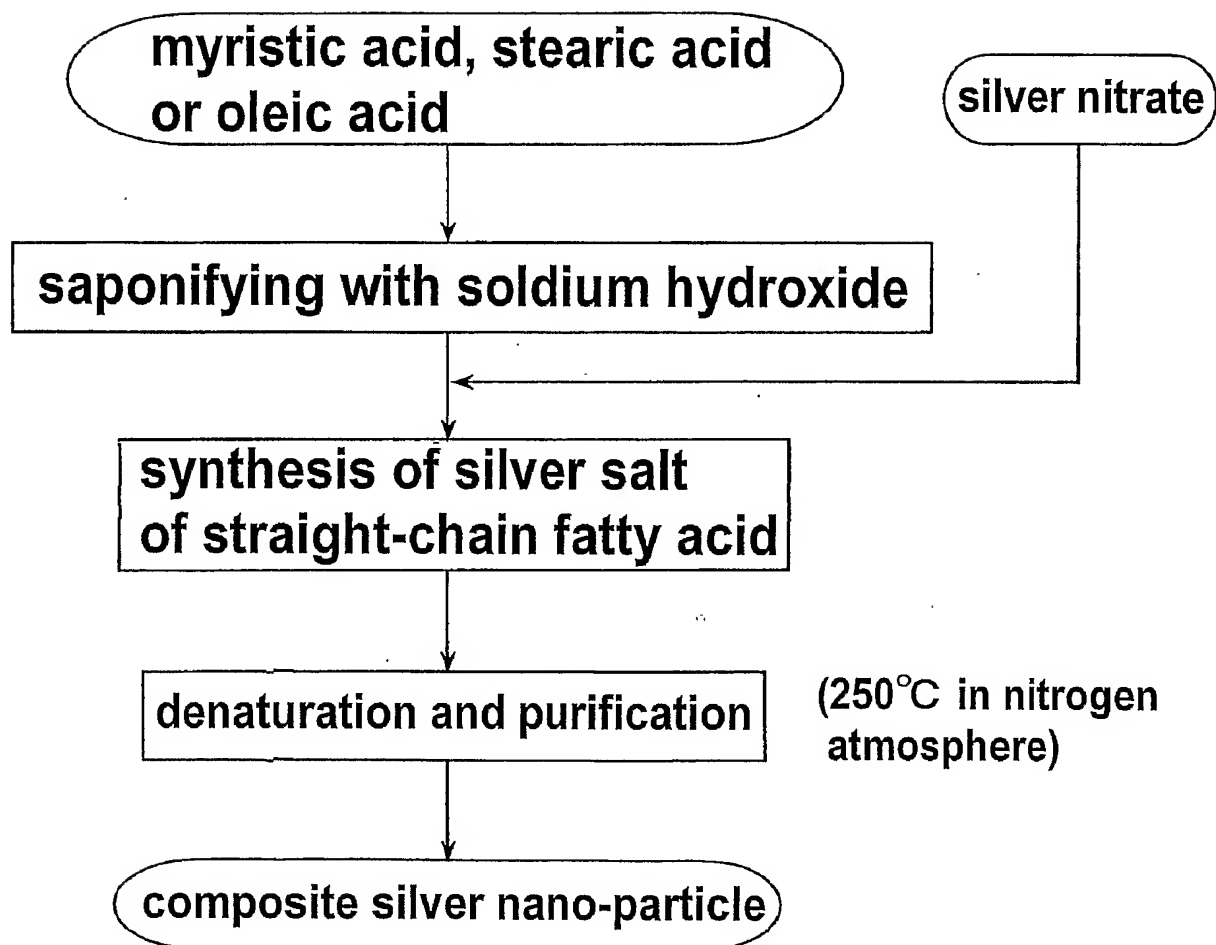 myristic acid, stearic acid
or oleic acid
silver nitrate
saponifying with soldium hydroxide
synthesis of silver salt
of straight-chain fatty acid
denaturation and purification
(250°C in nitrogen
atmosphere)
composite silver nano-particle